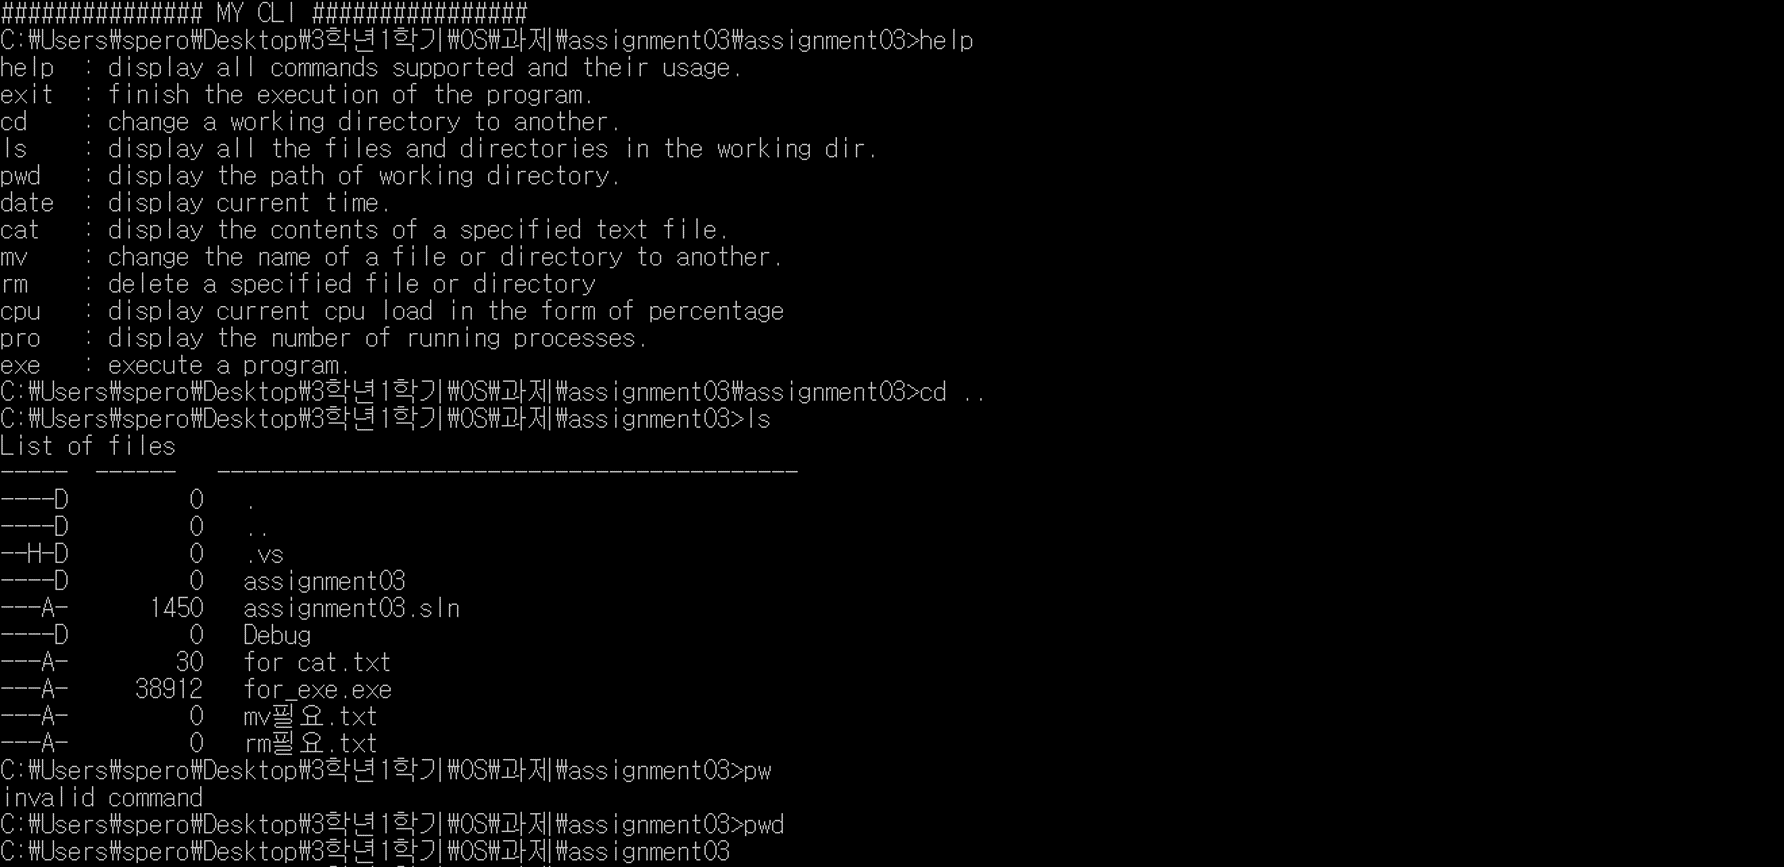 ############### MY CLI ################
C:₩Users₩spero₩Desktop₩3학년1학기₩OS₩과제₩assignment03₩assignment03>help
help  : display all commands supported and their usage.
exit  : finish the execution of the program.
cd    : change a working directory to another.
ls    : display all the files and directories in the working dir.
pwd   : display the path of working directory.
date  : display current time.
cat   : display the contents of a specified text file.
mv    : change the name of a file or directory to another.
rm    : delete a specified file or directory
cpu   : display current cpu load in the form of percentage
pro   : display the number of running processes.
exe   : execute a program.
C:₩Users₩spero₩Desktop₩3학년1학기₩OS₩과제₩assignment03₩assignment03>cd ..
C:₩Users₩spero₩Desktop₩3학년1학기₩OS₩과제₩assignment03>ls
List of files
-----  ------   -------------------------------------------
----D         0   .
----D         0   ..
--H-D         0   .vs
----D         0   assignment03
---A-      1450   assignment03.sln
----D         0   Debug
---A-        30   for cat.txt
---A-     38912   for_exe.exe
---A-         0   mv필요.txt
---A-         0   rm필요.txt
C:₩Users₩spero₩Desktop₩3학년1학기₩OS₩과제₩assignment03>pw
invalid command
C:₩Users₩spero₩Desktop₩3학년1학기₩OS₩과제₩assignment03>pwd
C:₩Users₩spero₩Desktop₩3학년1학기₩OS₩과제₩assignment03